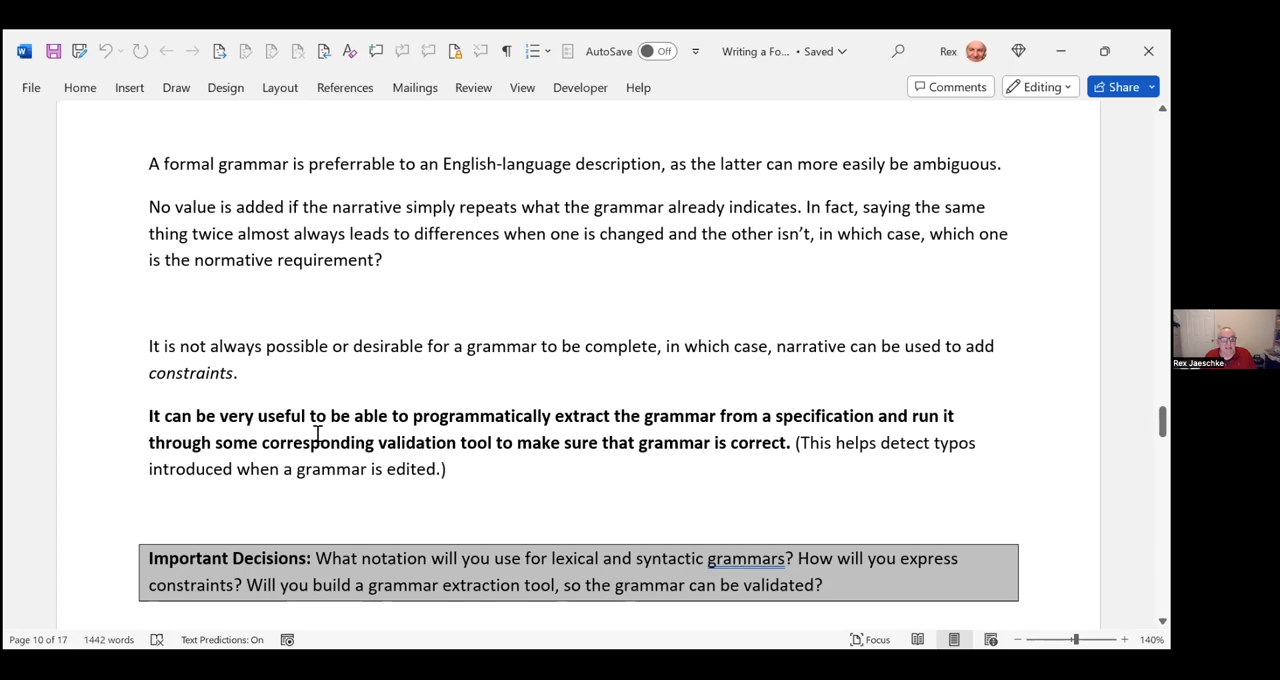 AutoSave Off Writing a Fo... • Saved Rex
File Home Insert Draw Design Layout References Mailings Review View Developer Help Comments Editing Share
A formal grammar is preferrable to an English-language description, as the latter can more easily be ambiguous.
No value is added if the narrative simply repeats what the grammar already indicates. In fact, saying the same
thing twice almost always leads to differences when one is changed and the other isn’t, in which case, which one
is the normative requirement?
It is not always possible or desirable for a grammar to be complete, in which case, narrative can be used to add
constraints.
It can be very useful to be able to programmatically extract the grammar from a specification and run it
through some corresponding validation tool to make sure that grammar is correct. (This helps detect typos
introduced when a grammar is edited.)
Important Decisions: What notation will you use for lexical and syntactic grammars? How will you express
constraints? Will you build a grammar extraction tool, so the grammar can be validated?
Page 10 of 17 1442 words Text Predictions: On Focus 140%
Rex Jaeschke